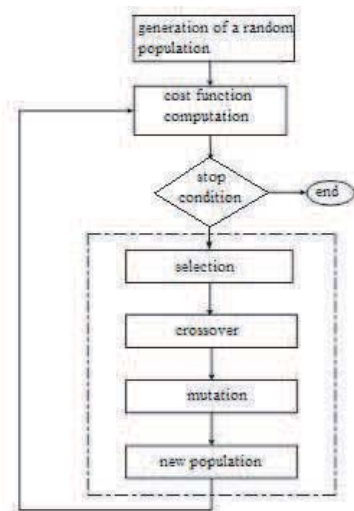 generation of a random
population
cost function
computation
stop
condition
end
selection
crossover
mutation
new population